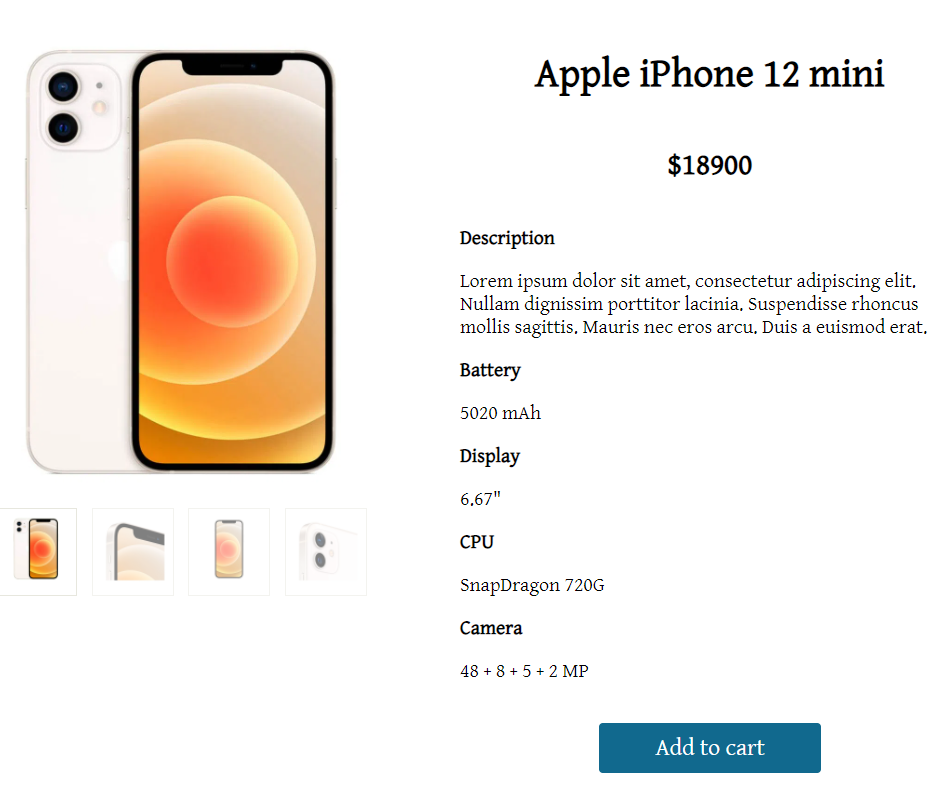 Apple iPhone 12 mini
$18900
Description
Lorem ipsum dolor sit amet, consectetur adipiscing elit.
Nullam dignissim porttitor lacinia. Suspendisse rhoncus
mollis sagittis. Mauris nec eros arcu. Duis a euismod erat.
Battery
5020 mAh
Display
6.67"
CPU
SnapDragon 720G
Camera
48 + 8 + 5 + 2 MP
Add to cart